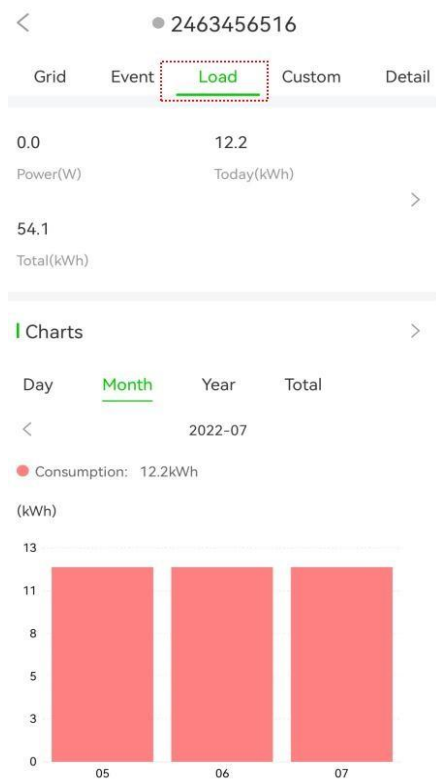 2463456516
Grid Event Load Custom Detail
0.0 12.2
Power(W) Today(kWh)
54.1
Total(kWh)
Charts
Day Month Year Total
2022-07
Consumption: 12.2kWh
(kWh)
13
11
8
5
3
0
05 06 07